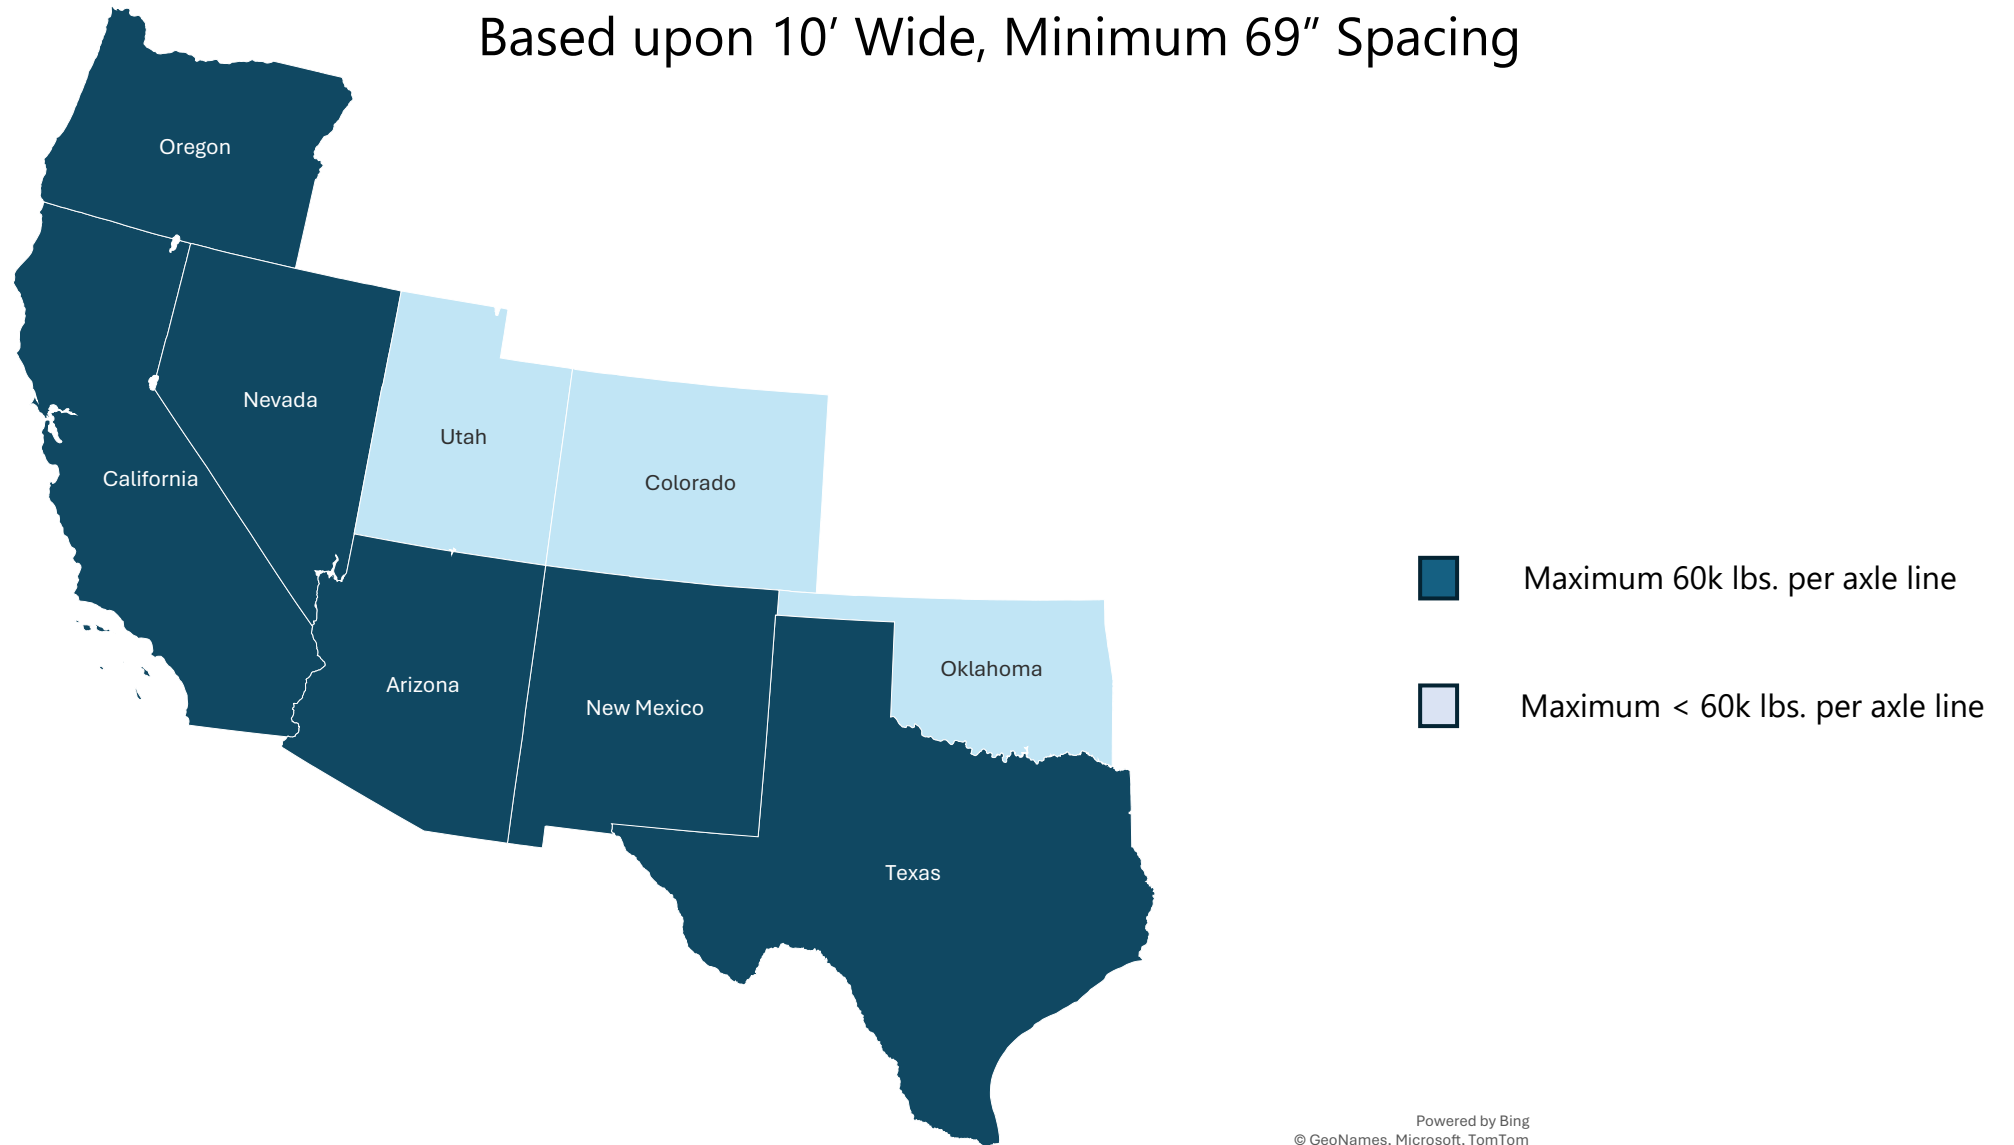 Based upon 10’ Wide, Minimum 69” Spacing
Oregon
Nevada
Utah
California
Colorado
Maximum 60k lbs. per axle line
Oklahoma
Arizona
New Mexico
Maximum < 60k lbs. per axle line
Texas
Powered by Bing
© GeoNames, Microsoft, TomTom